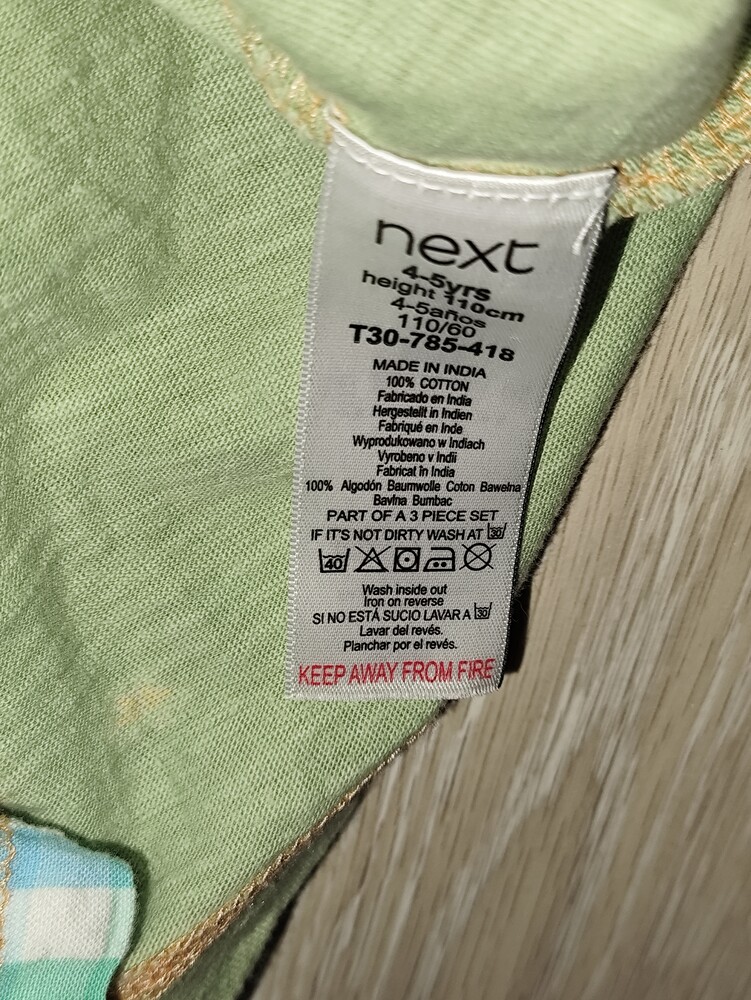 next
4-5yrs
height 110cm
4-5años
110/60
T30-785-418
MADE IN INDIA
100% COTTON
Fabricado en India
Hergestellt in Indien
Fabriqué en Inde
Wyprodukowano w Indiach
Vyrobeno v Indii
Fabricat în India
100% Algodón Baumwolle Coton Bawełna
Bavlna Bumbac
PART OF A 3 PIECE SET
IF IT'S NOT DIRTY WASH AT 30
40
Wash inside out
Iron on reverse
SI NO ESTÁ SUCIO LAVAR A 30
Lavar del revés.
Planchar por el revés.
KEEP AWAY FROM FIRE